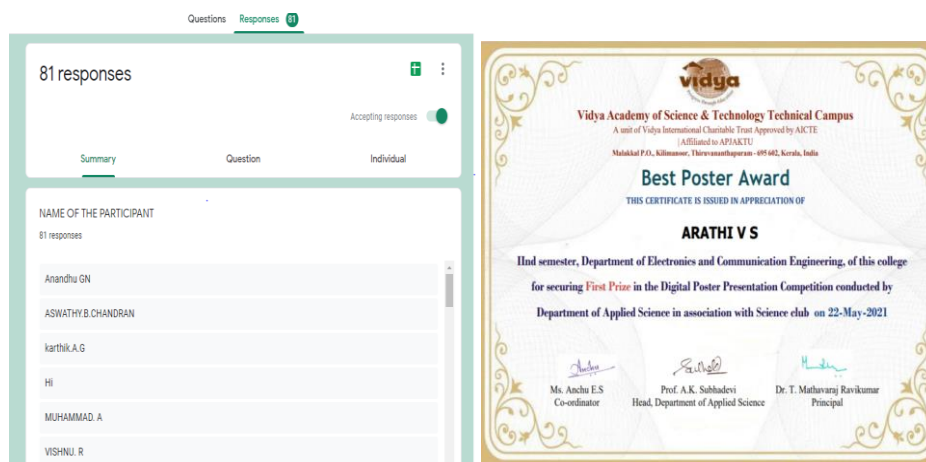 Questions Responses 81
81 responses
Accepting responses
Summary Question Individual
NAME OF THE PARTICIPANT
81 responses
Anandhu GN
ASWATHY.B.CHANDRAN
karthik.A.G
Hi
MUHAMMAD. A
VISHNU. R
vidya
Vidya Academy of Science & Technology Technical Campus
A unit of Vidya International Charitable Trust Approved by AICTE
| Affiliated to APJAKTU
Malakkal P.O., Kilimanoor, Thiruvananthapuram - 695 602, Kerala, India
Best Poster Award
THIS CERTIFICATE IS ISSUED IN APPRECIATION OF
ARATHI V S
IInd semester, Department of Electronics and Communication Engineering, of this college
for securing First Prize in the Digital Poster Presentation Competition conducted by
Department of Applied Science in association with Science club on 22-May-2021
Ms. Anchu E.S Prof. A.K. Subhadevi Dr. T. Mathavaraj Ravikumar
Co-ordinator Head, Department of Applied Science Principal